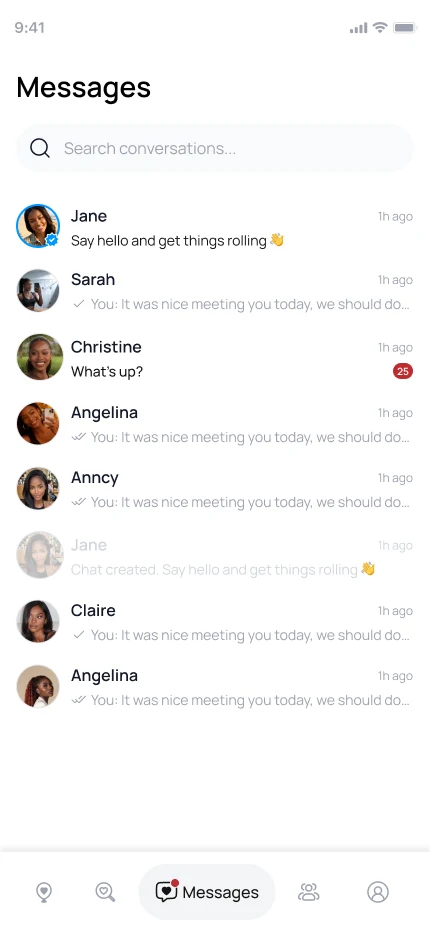 9:41
Messages
Search conversations...
Jane
1h ago
Say hello and get things rolling 👋
Sarah
1h ago
You: It was nice meeting you today, we should do...
Christine
1h ago
What's up?
25
Angelina
1h ago
You: It was nice meeting you today, we should do...
Anncy
1h ago
You: It was nice meeting you today, we should do...
Jane
1h ago
Chat created. Say hello and get things rolling 👋
Claire
1h ago
You: It was nice meeting you today, we should do...
Angelina
1h ago
You: It was nice meeting you today, we should do...
Messages